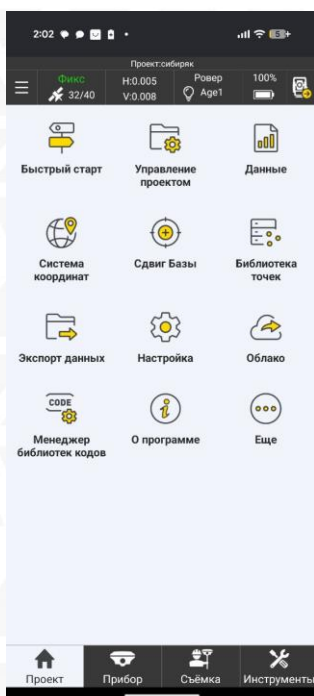 2:02
Проект:сибиряк
Фикс
32/40
H:0.005
V:0.008
Ровер
Age1
100%
Быстрый старт
Управление
проектом
Данные
Система
координат
Сдвиг Базы
Библиотека
точек
Экспорт данных
Настройка
Облако
CODE
Менеджер
библиотек кодов
О программе
Еще
Проект
Прибор
Съёмка
Инструменты